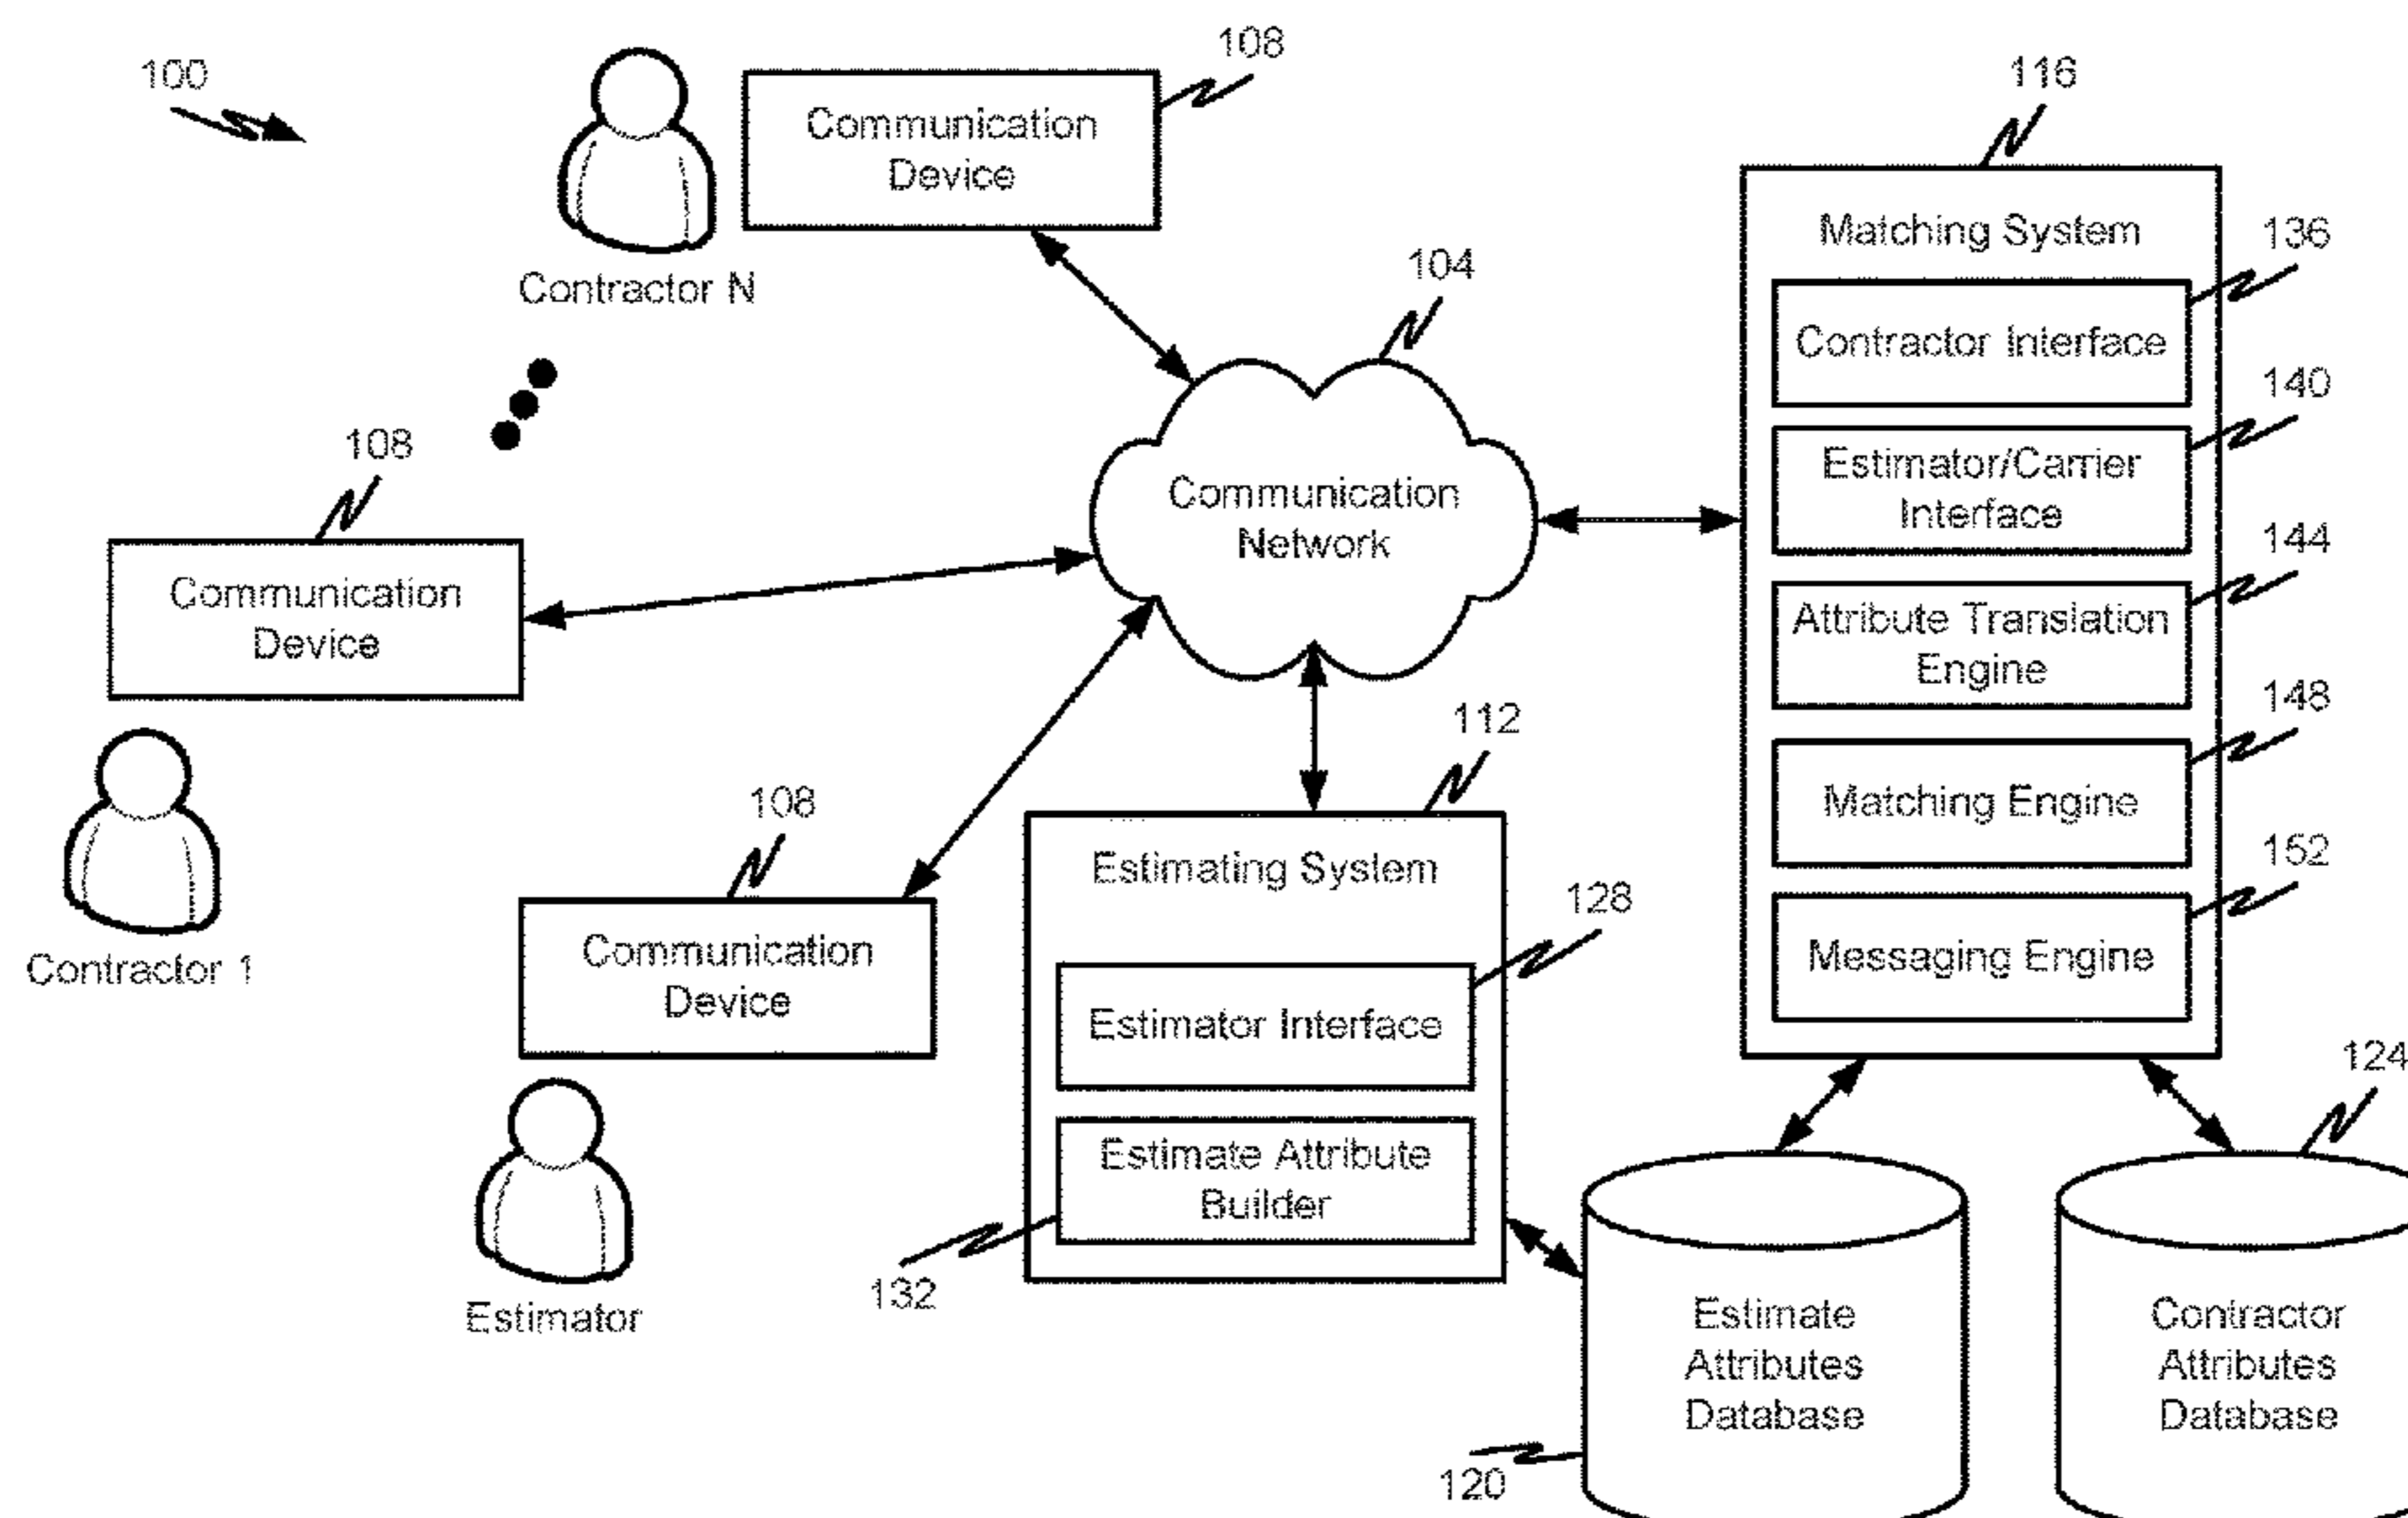 100
108
Communication
Device
Contractor N
116
Matching System
136
Contractor Interface
140
Estimator/Carrier
Interface
144
Attribute Translation
Engine
148
Matching Engine
152
Messaging Engine
104
Communication
Network
108
Communication
Device
Contractor 1
108
Communication
Device
Estimator
112
Estimating System
128
Estimator Interface
Estimate Attribute
Builder
132
124
Estimate
Attributes
Database
120
Contractor
Attributes
Database